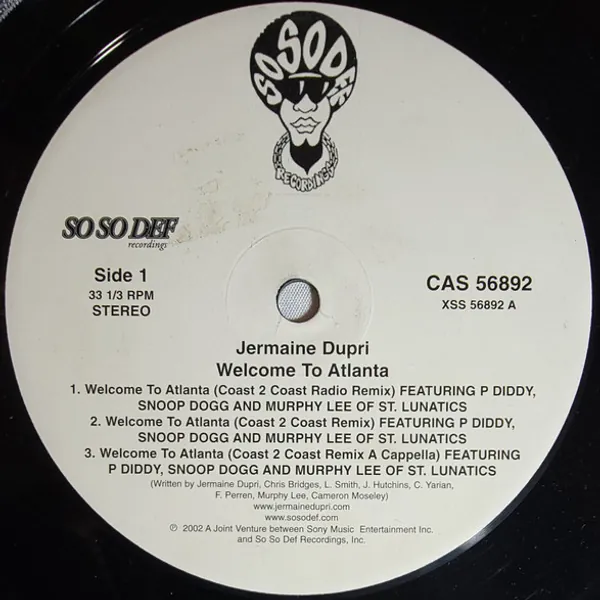 SO SO DEF
RECORDINGS
SO SO DEF
recordings
Side 1
33 1/3 RPM
STEREO
CAS 56892
XSS 56892 A
Jermaine Dupri
Welcome To Atlanta
1. Welcome To Atlanta (Coast 2 Coast Radio Remix) FEATURING P DIDDY,
SNOOP DOGG AND MURPHY LEE OF ST. LUNATICS
2. Welcome To Atlanta (Coast 2 Coast Remix) FEATURING P DIDDY,
SNOOP DOGG AND MURPHY LEE OF ST. LUNATICS
3. Welcome To Atlanta (Coast 2 Coast Remix A Cappella) FEATURING
P DIDDY, SNOOP DOGG AND MURPHY LEE OF ST. LUNATICS
(Written by Jermaine Dupri, Chris Bridges, L. Smith, J. Hutchins, C. Yarian,
F. Perren, Murphy Lee, Cameron Moseley)
www.jermainedupri.com
www.sosodef.com
℗ 2002 A Joint Venture between Sony Music Entertainment Inc.
and So So Def Recordings, Inc.